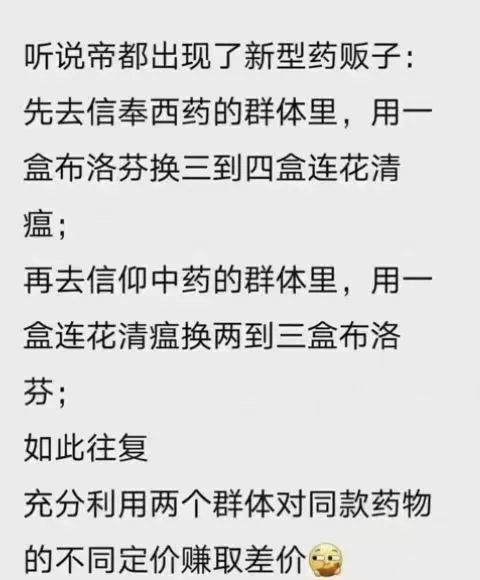 听说帝都出现了新型药贩子：
先去信奉西药的群体里，用一
盒布洛芬换三到四盒连花清
瘟；
再去信仰中药的群体里，用一
盒连花清瘟换两到三盒布洛
芬；
如此往复
充分利用两个群体对同款药物
的不同定价赚取差价